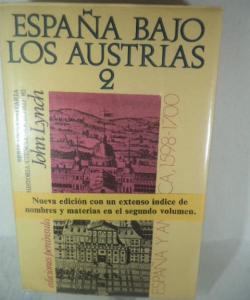 ESPAÑA BAJO
LOS AUSTRIAS
2
John Lynch
Nueva edición con un extenso índice de
nombres y materias en el segundo volumen.
ediciones península
ESPAÑA Y AMÉRICA, 1598-1700